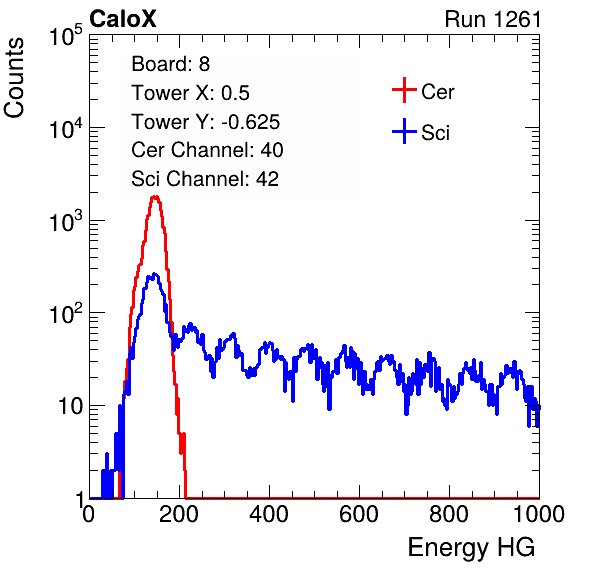 CaloX Run 1261
Counts
Board: 8
Tower X: 0.5
Tower Y: -0.625
Cer Channel: 40
Sci Channel: 42
Cer
Sci
10^5
10^4
10^3
10^2
10
1
0 200 400 600 800 1000
Energy HG